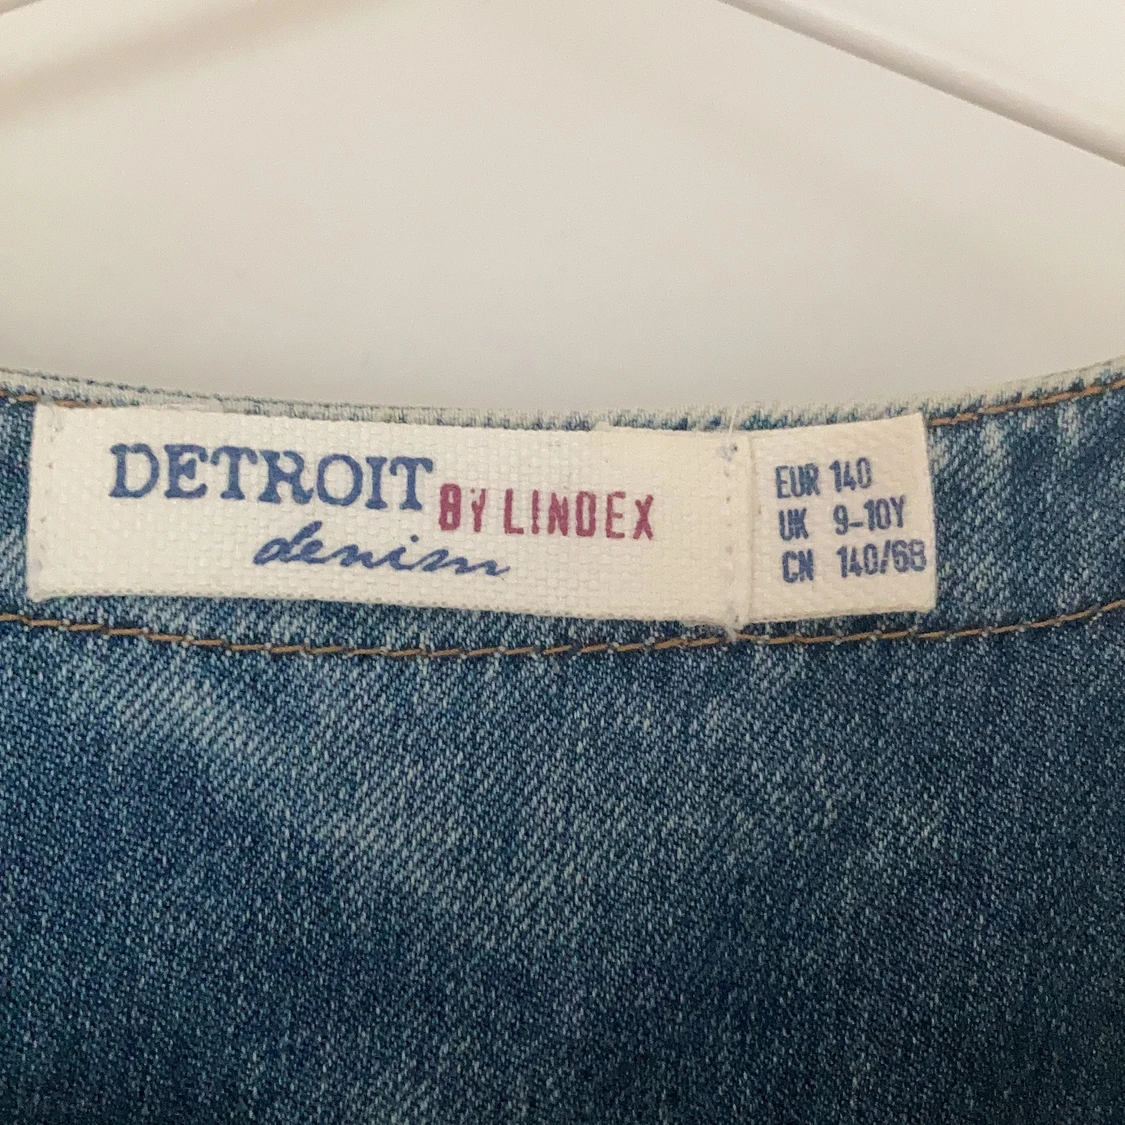 DETROIT BY LINDEX
denim
EUR 140
UK 9-10Y
CN 140/68